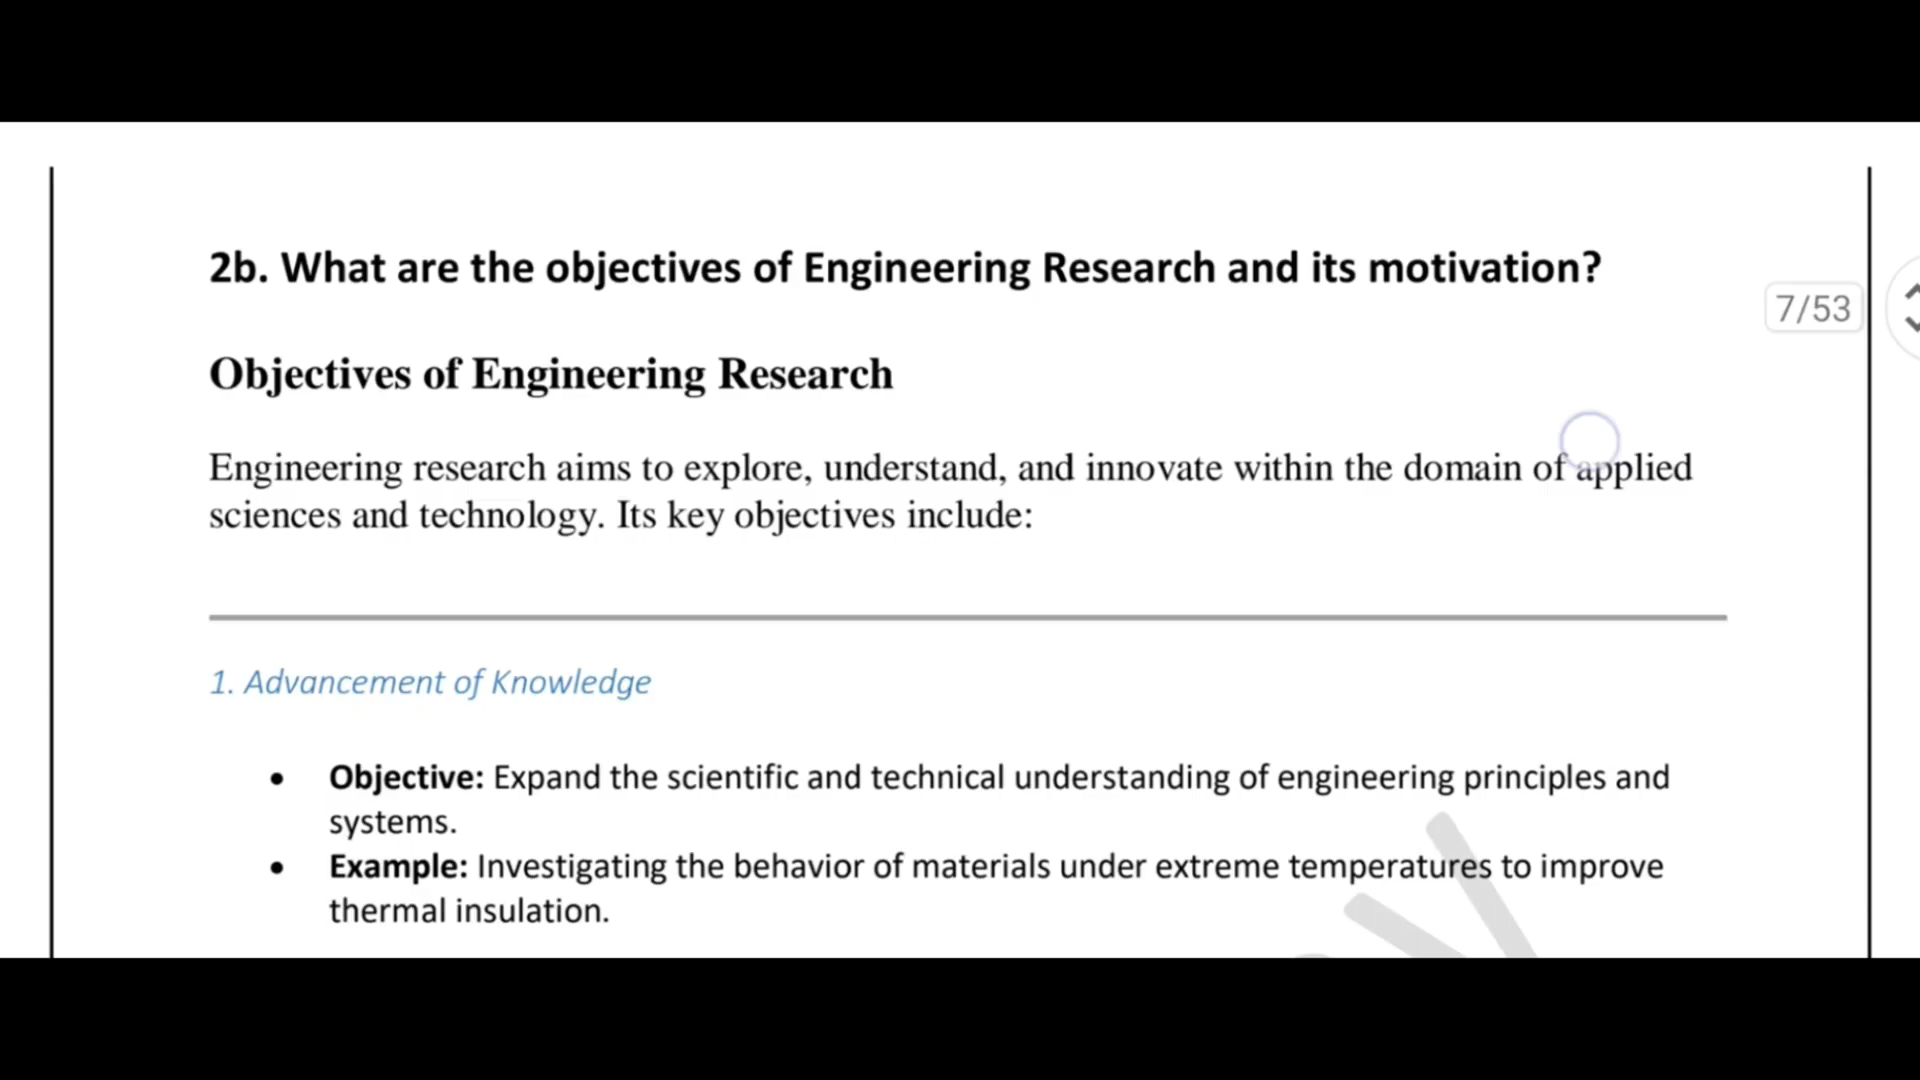 2b. What are the objectives of Engineering Research and its motivation?
7/53
Objectives of Engineering Research
Engineering research aims to explore, understand, and innovate within the domain of applied
sciences and technology. Its key objectives include:
1. Advancement of Knowledge
• Objective: Expand the scientific and technical understanding of engineering principles and
systems.
• Example: Investigating the behavior of materials under extreme temperatures to improve
thermal insulation.